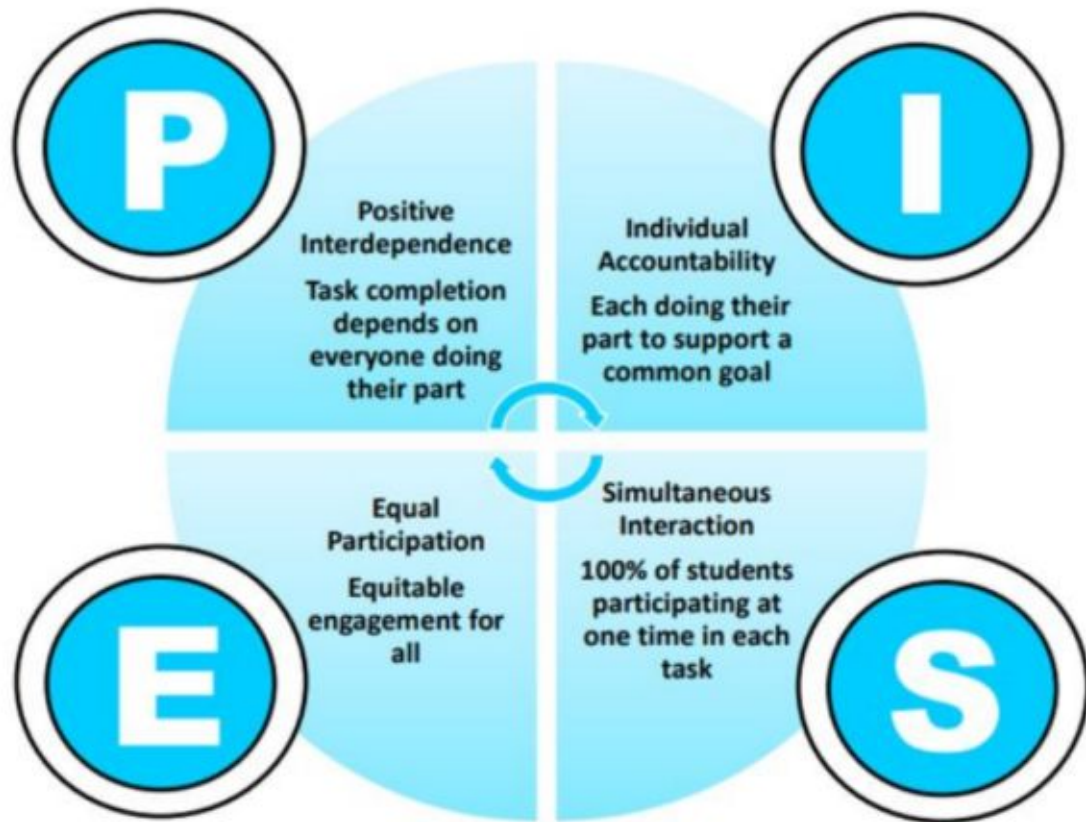 P
Positive
Interdependence
Task completion
depends on
everyone doing
their part
I
Individual
Accountability
Each doing their
part to support a
common goal
E
Equal
Participation
Equitable
engagement for
all
S
Simultaneous
Interaction
100% of students
participating at
one time in each
task